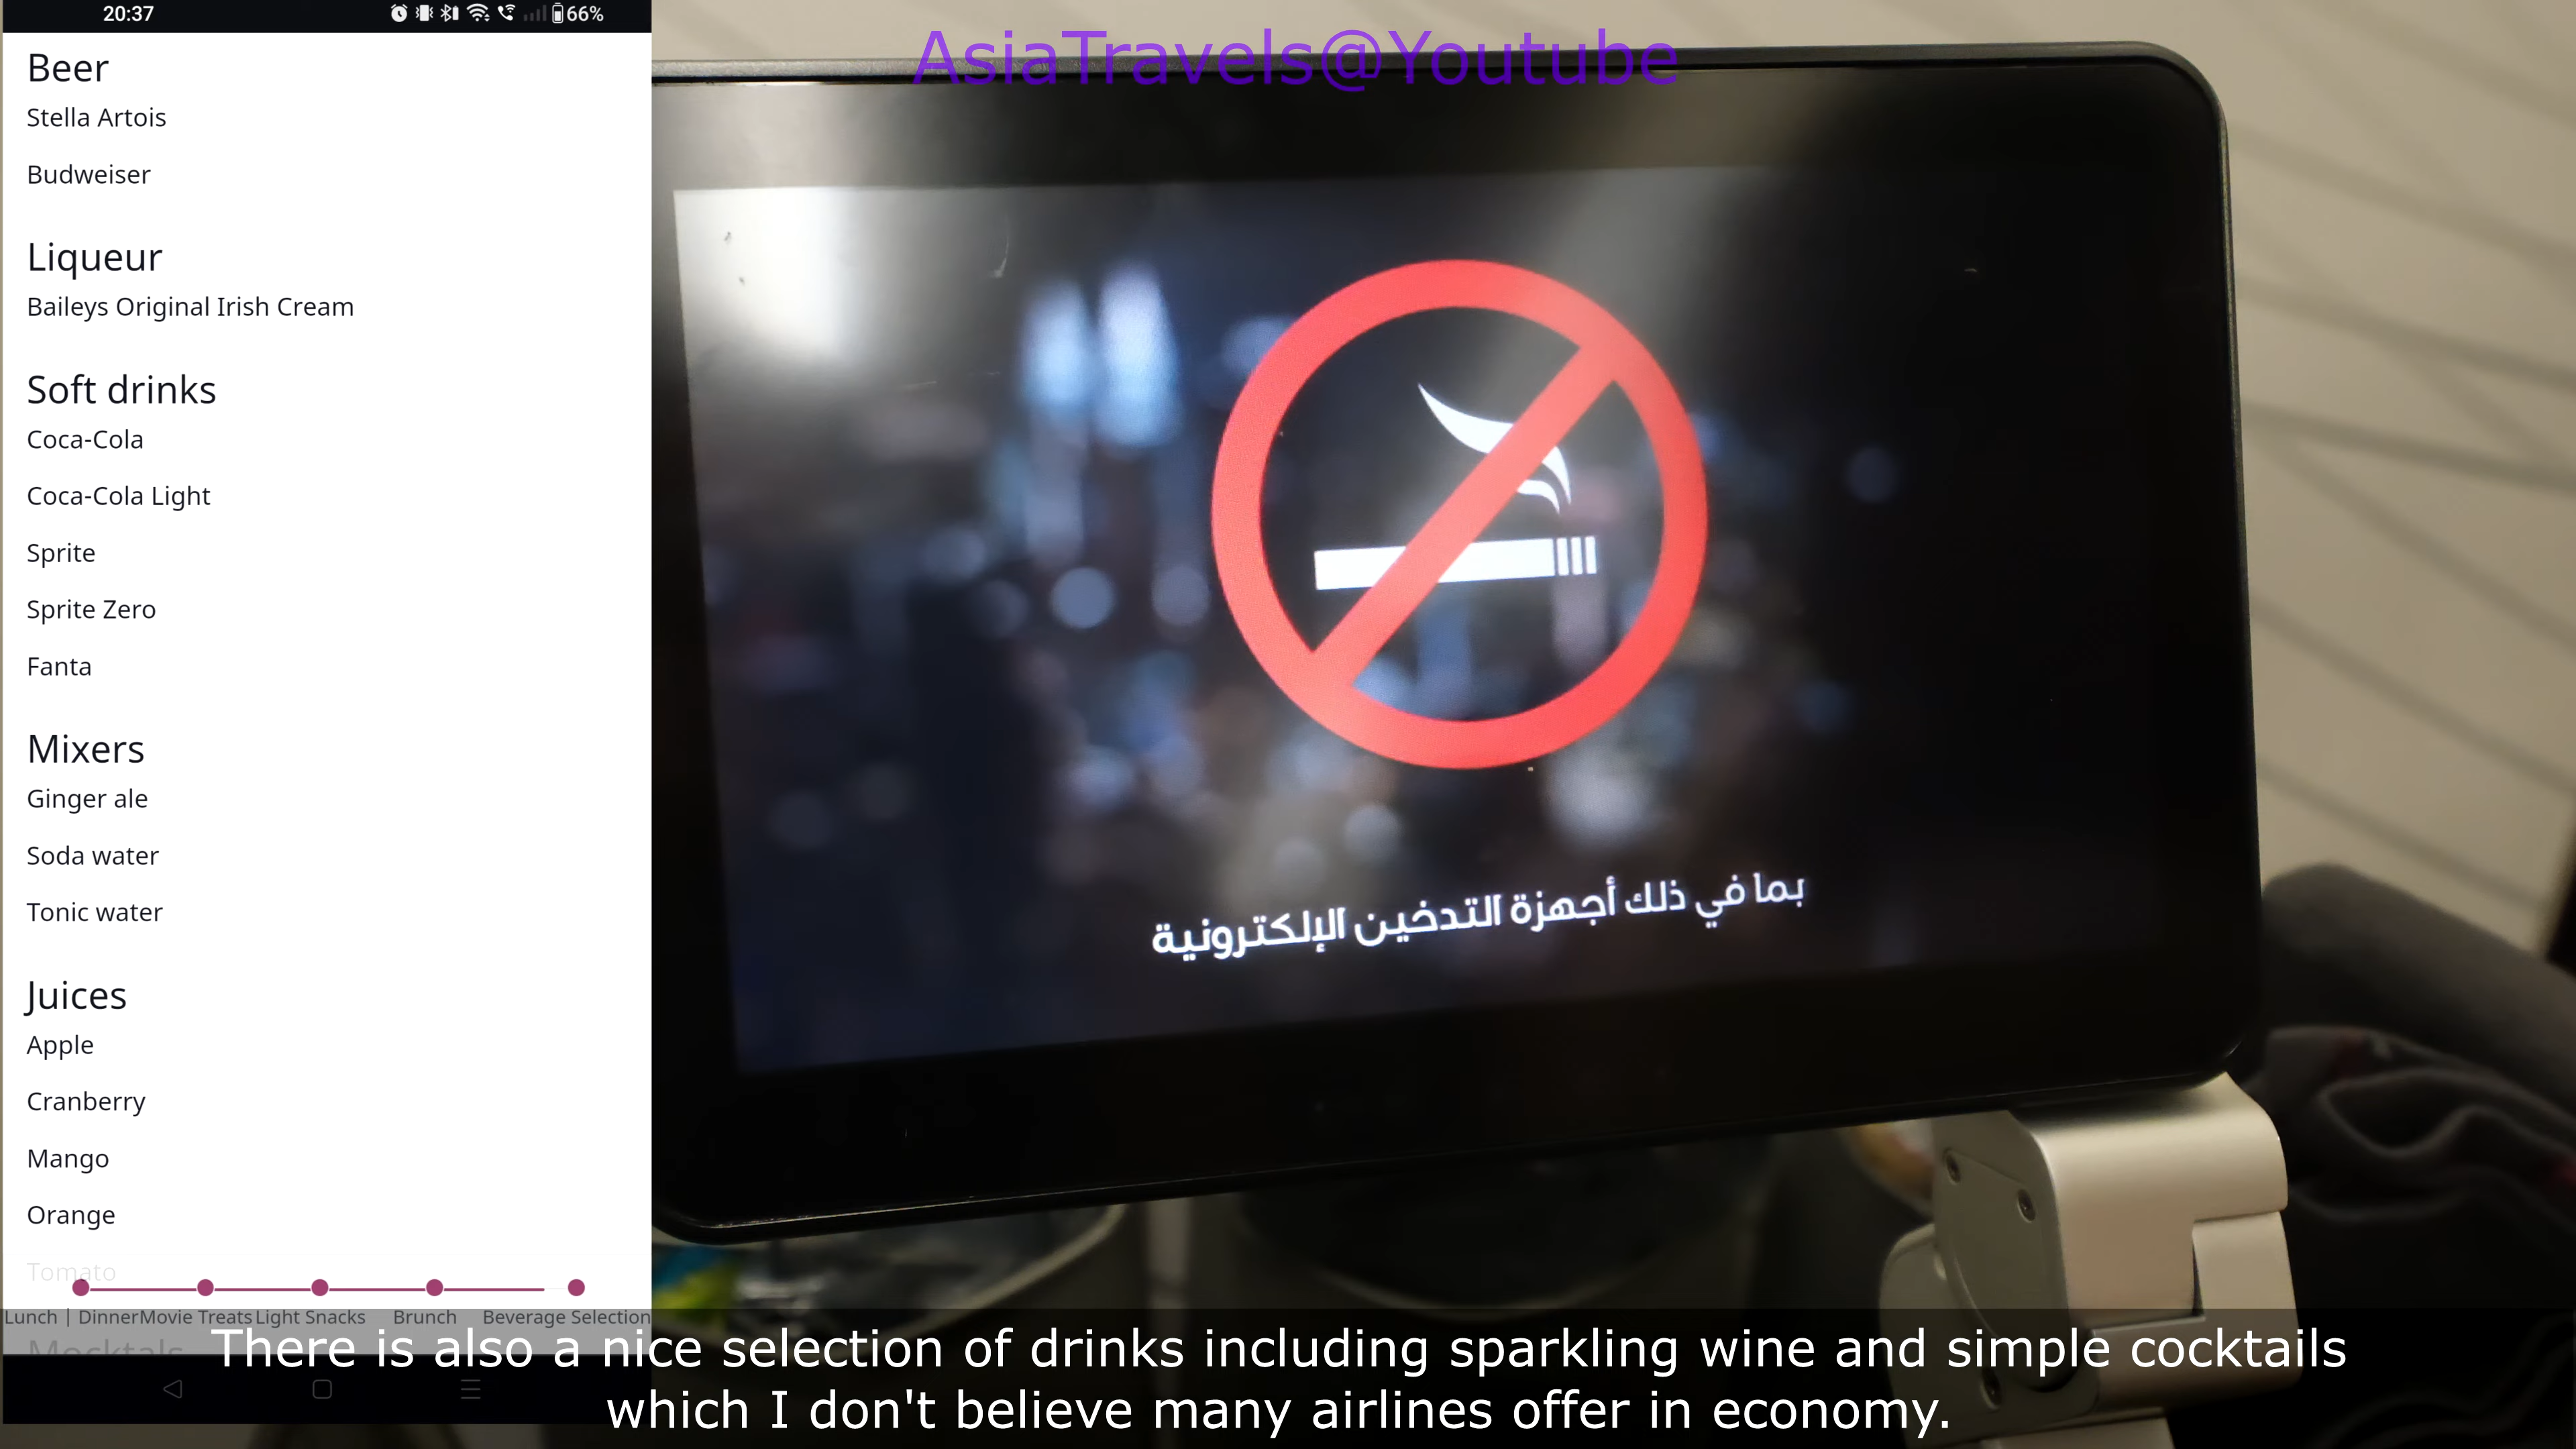 20:37
66%
AsiaTravels@Youtube
Beer
Stella Artois
Budweiser
Liqueur
Baileys Original Irish Cream
Soft drinks
Coca-Cola
Coca-Cola Light
Sprite
Sprite Zero
Fanta
Mixers
Ginger ale
Soda water
Tonic water
Juices
Apple
Cranberry
Mango
Orange
Tomato
Lunch | Dinner Movie Treats Light Snacks Brunch Beverage Selection
Mocktails
بما في ذلك أجهزة التدخين الإلكترونية
There is also a nice selection of drinks including sparkling wine and simple cocktails
which I don't believe many airlines offer in economy.